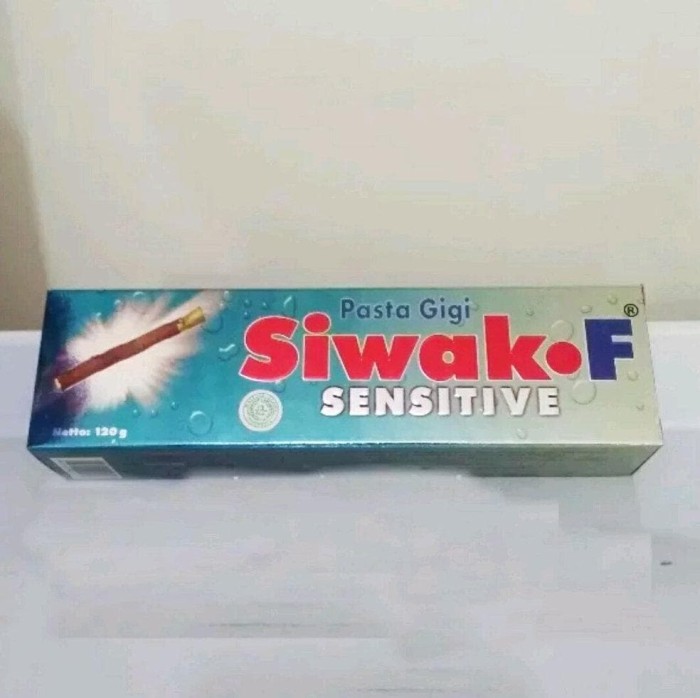 Pasta Gigi
Siwak•F®
SENSITIVE
Netto: 120 g